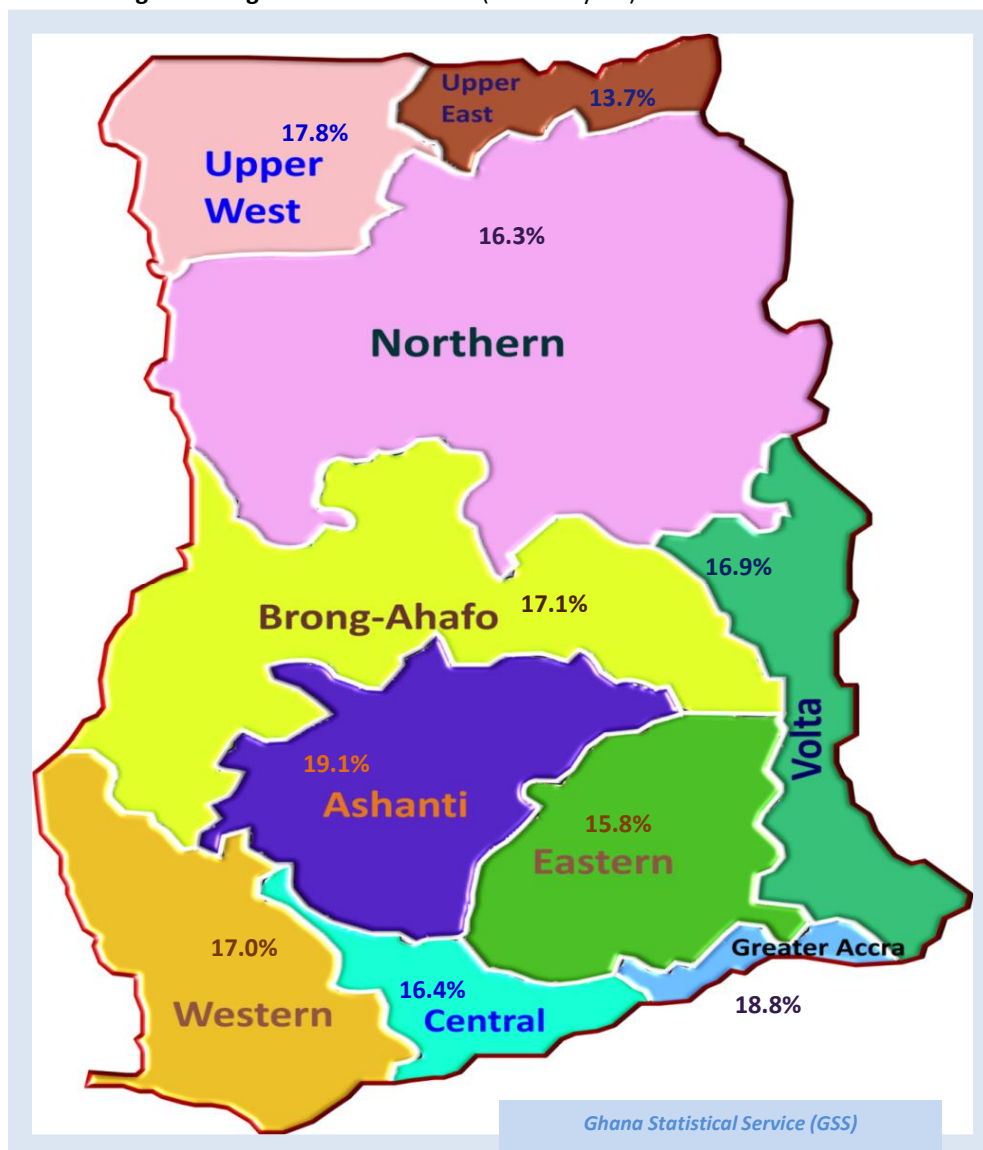 Upper
East
13.7%
17.8%
Upper
West
16.3%
Northern
16.9%
17.1%
Brong-Ahafo
Volta
19.1%
Ashanti
15.8%
Eastern
17.0%
Western
16.4%
Central
Greater Accra
18.8%
Ghana Statistical Service (GSS)